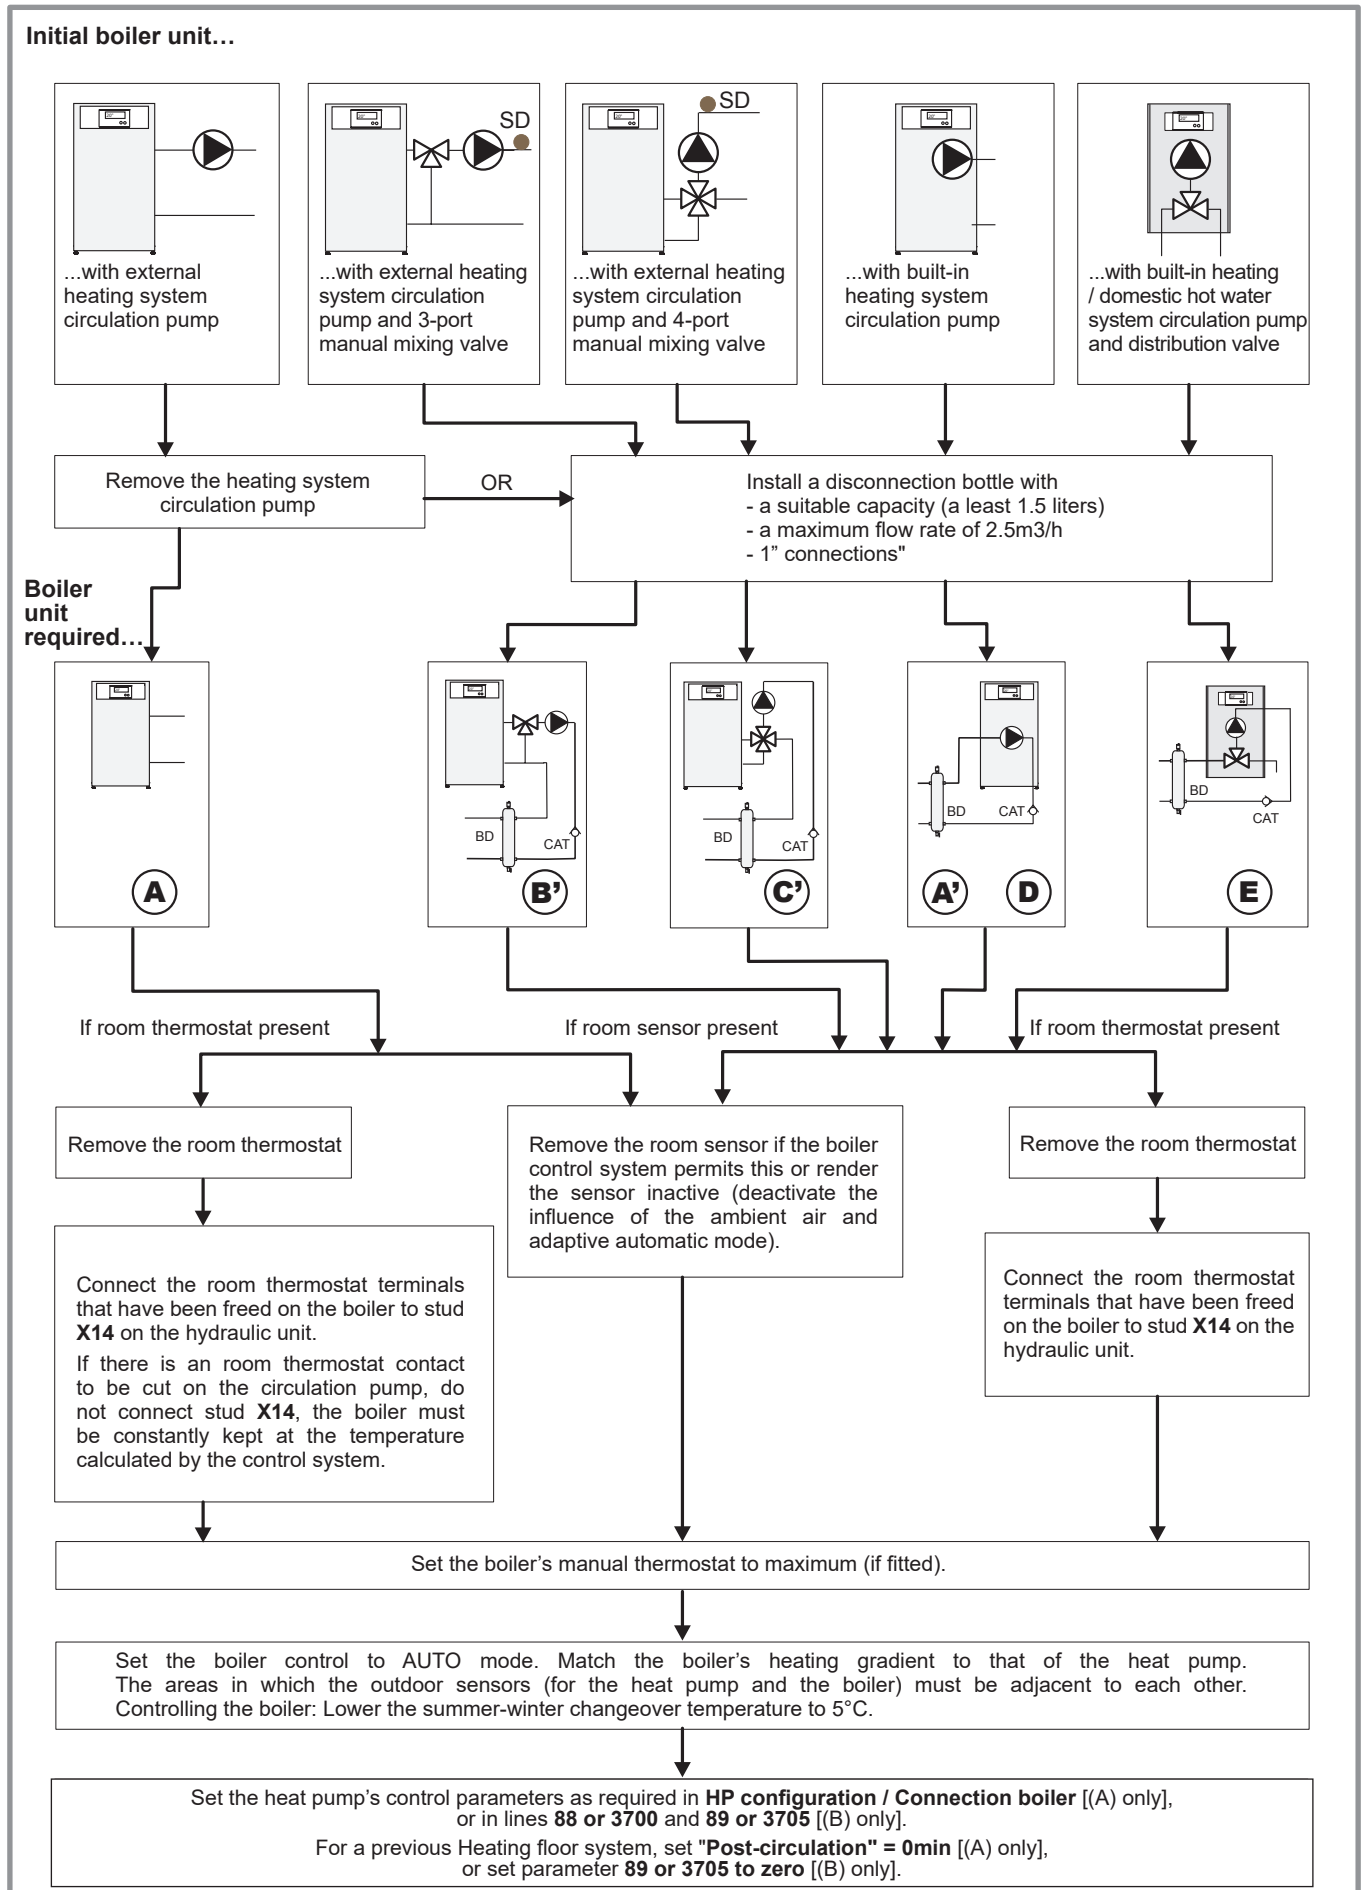 Initial boiler unit…
SD
SD
...with external
heating system
circulation pump
...with external heating
system circulation
pump and 3-port
manual mixing valve
...with external heating
system circulation
pump and 4-port
manual mixing valve
...with built-in
heating system
circulation pump
...with built-in heating
/ domestic hot water
system circulation pump
and distribution valve
Remove the heating system
circulation pump
OR
Install a disconnection bottle with
- a suitable capacity (a least 1.5 liters)
- a maximum flow rate of 2.5m3/h
- 1” connections"
Boiler
unit
required…
A
BD
CAT
B’
BD
CAT
C’
BD
CAT
A’
D
BD
CAT
E
If room thermostat present
If room sensor present
If room thermostat present
Remove the room thermostat
Remove the room sensor if the boiler
control system permits this or render
the sensor inactive (deactivate the
influence of the ambient air and
adaptive automatic mode).
Remove the room thermostat
Connect the room thermostat terminals
that have been freed on the boiler to stud
X14 on the hydraulic unit.
If there is an room thermostat contact
to be cut on the circulation pump, do
not connect stud X14, the boiler must
be constantly kept at the temperature
calculated by the control system.
Connect the room thermostat
terminals that have been freed
on the boiler to stud X14 on the
hydraulic unit.
Set the boiler’s manual thermostat to maximum (if fitted).
Set the boiler control to AUTO mode. Match the boiler’s heating gradient to that of the heat pump.
The areas in which the outdoor sensors (for the heat pump and the boiler) must be adjacent to each other.
Controlling the boiler: Lower the summer-winter changeover temperature to 5°C.
Set the heat pump’s control parameters as required in HP configuration / Connection boiler [(A) only],
or in lines 88 or 3700 and 89 or 3705 [(B) only].
For a previous Heating floor system, set "Post-circulation" = 0min [(A) only],
or set parameter 89 or 3705 to zero [(B) only].